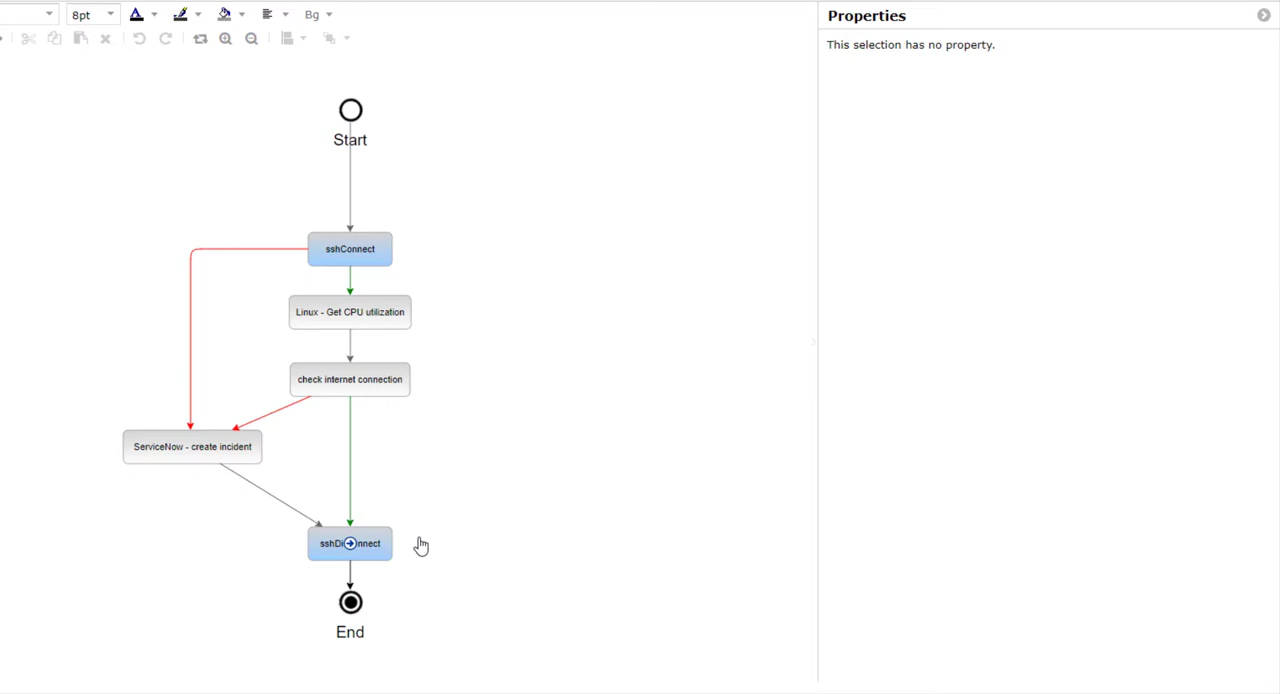 8pt
Bg
Properties
This selection has no property.
Start
sshConnect
Linux - Get CPU utilization
check internet connection
ServiceNow - create incident
End